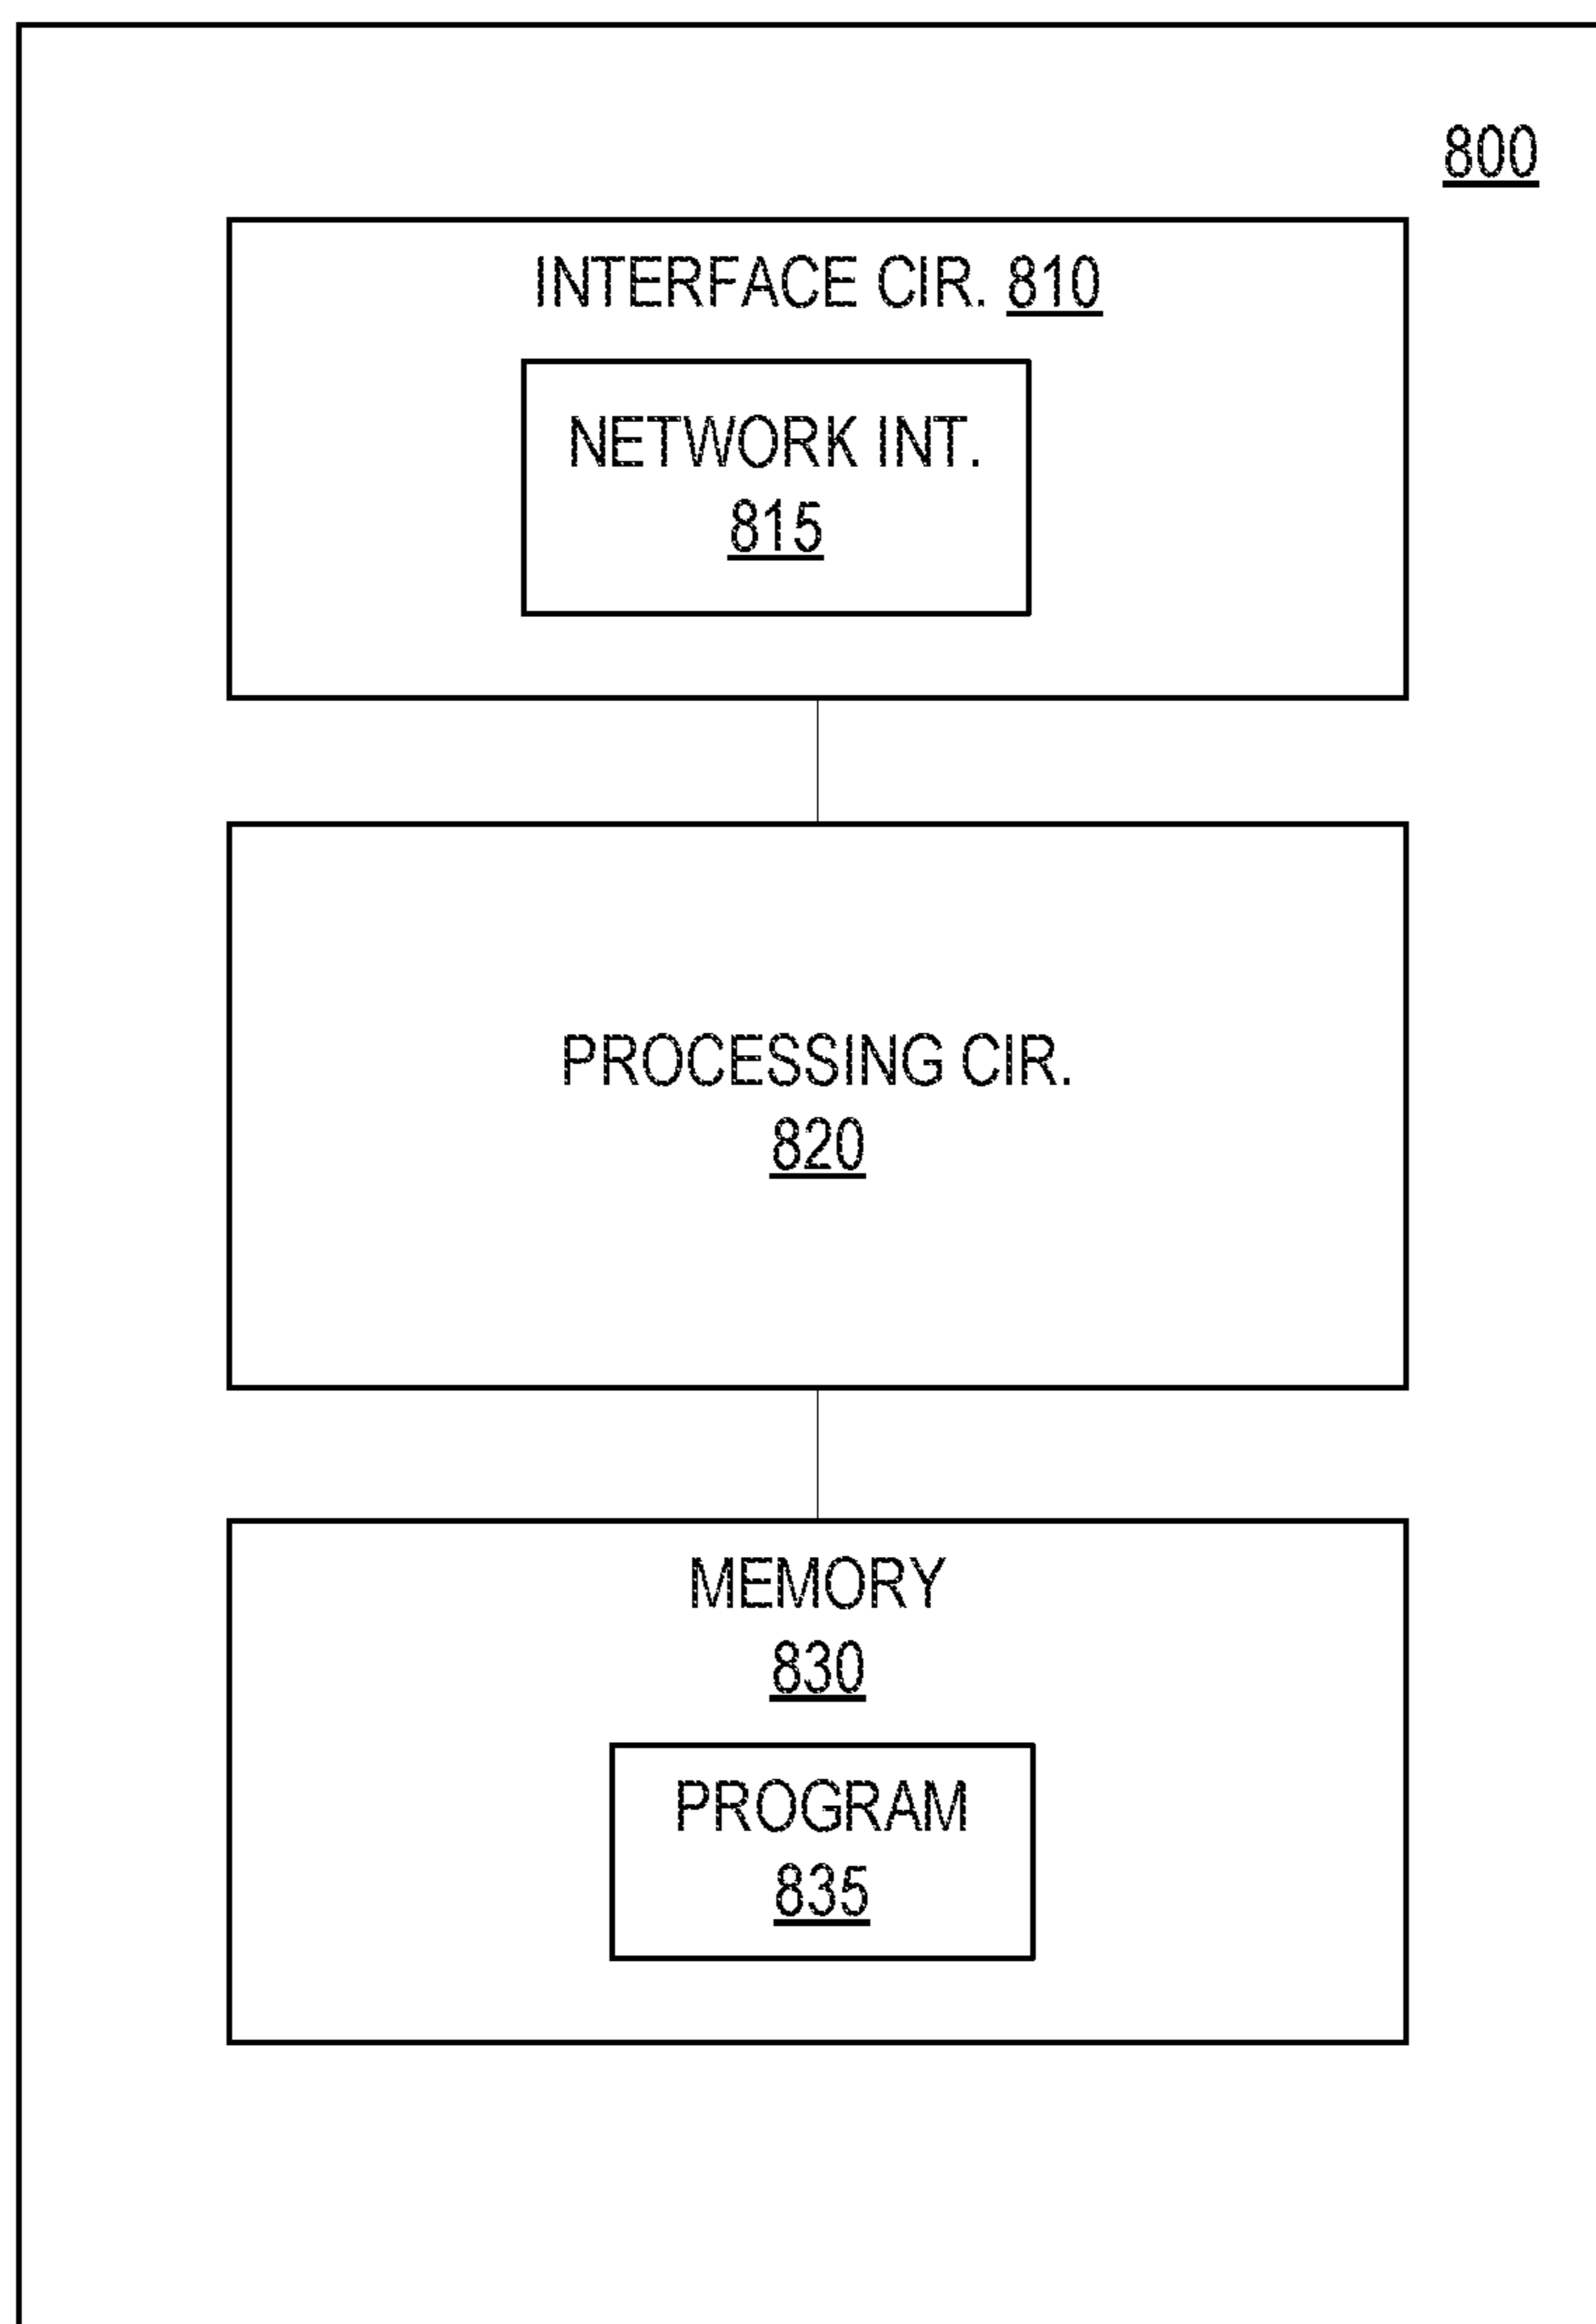 800
INTERFACE CIR. 810
NETWORK INT.
815
PROCESSING CIR.
820
MEMORY
830
PROGRAM
835